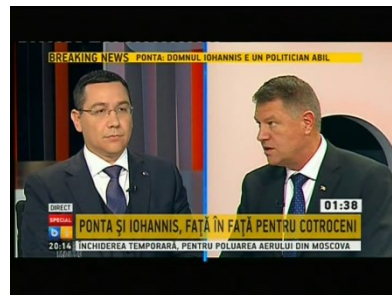 BREAKING NEWS PONTA: DOMNUL IOHANNIS E UN POLITICIAN ABIL
DIRECT
01:38
SPECIAL
b1
PONTA ŞI IOHANNIS, FAŢĂ ÎN FAŢĂ PENTRU COTROCENI
20:14 ÎNCHIDEREA TEMPORARĂ, PENTRU POLUAREA AERULUI DIN MOSCOVA